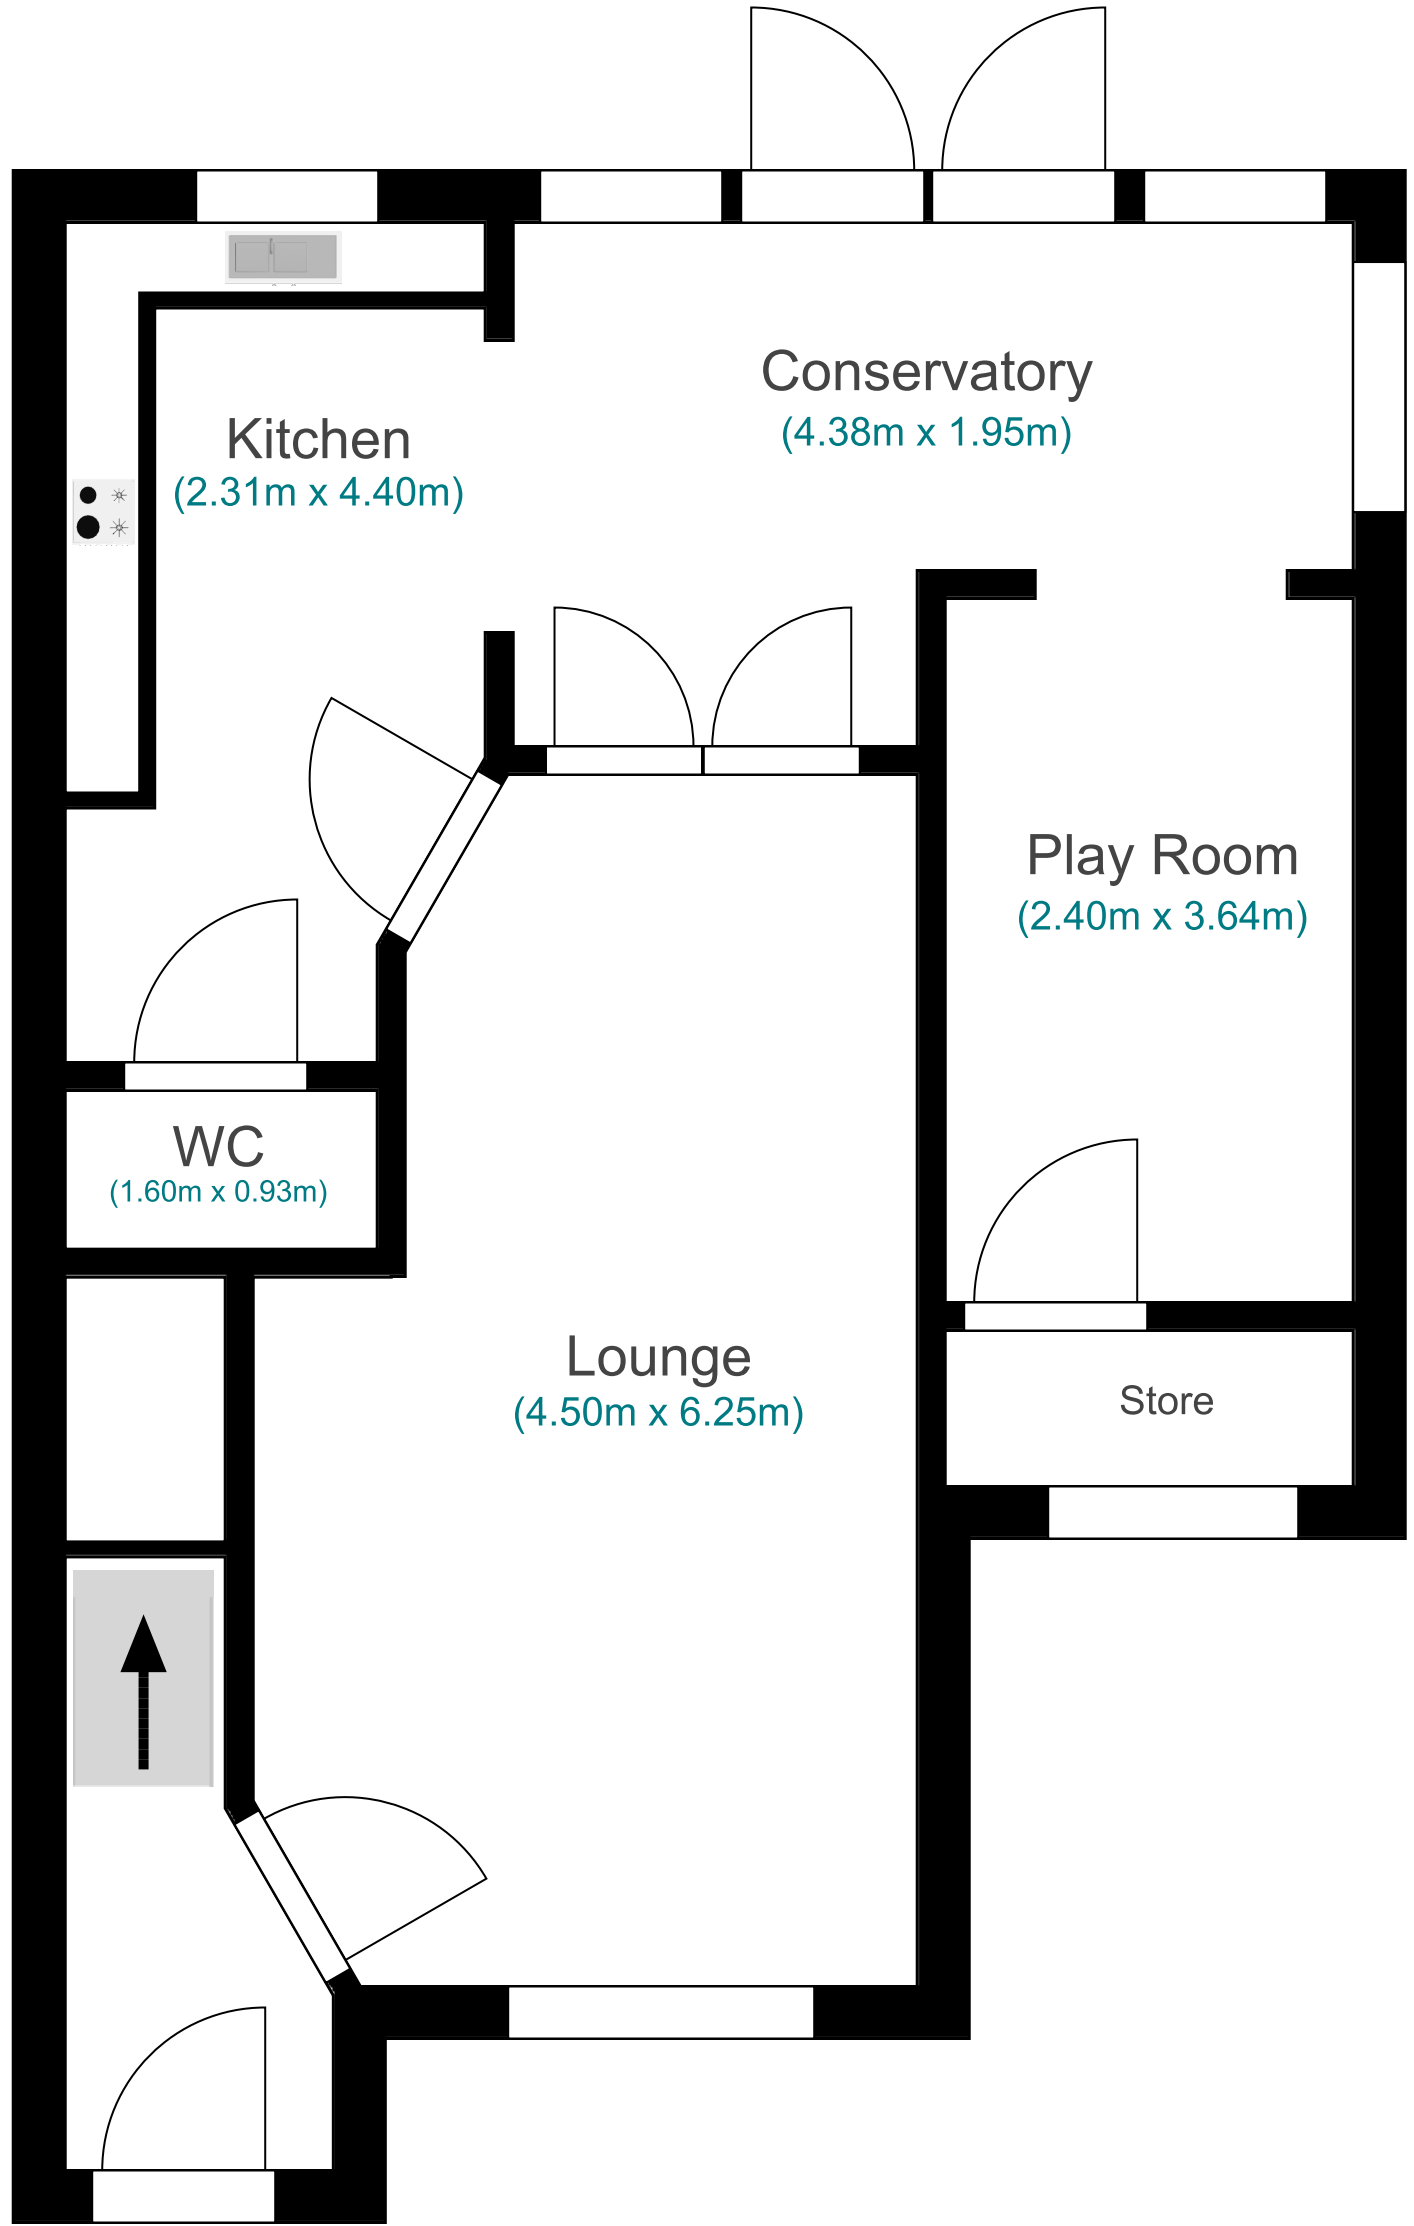 Conservatory
(4.38m x 1.95m)
Kitchen
(2.31m x 4.40m)
Play Room
(2.40m x 3.64m)
WC
(1.60m x 0.93m)
Lounge
(4.50m x 6.25m)
Store